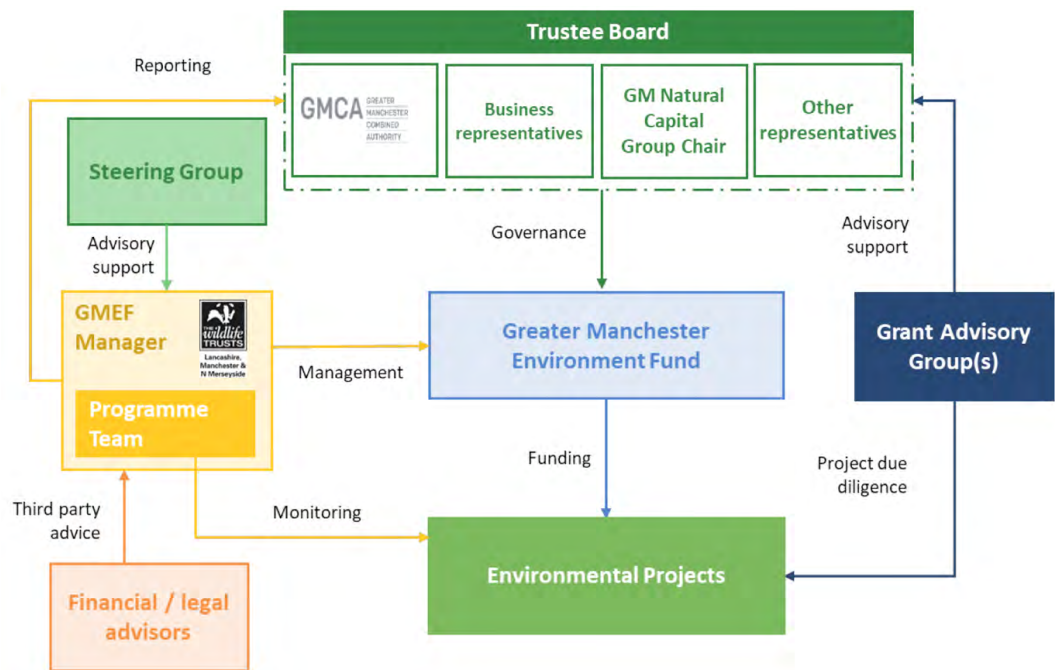 Trustee Board
Reporting
GMCA
GREATER
MANCHESTER
COMBINED
AUTHORITY
Business
representatives
GM Natural
Capital
Group Chair
Other
representatives
Steering Group
Advisory
support
Governance
Advisory
support
GMEF
Manager
THE
wildlife
TRUSTS
Lancashire,
Manchester &
N Merseyside
Programme
Team
Management
Greater Manchester
Environment Fund
Grant Advisory
Group(s)
Funding
Project due
diligence
Third party
advice
Monitoring
Environmental Projects
Financial / legal
advisors